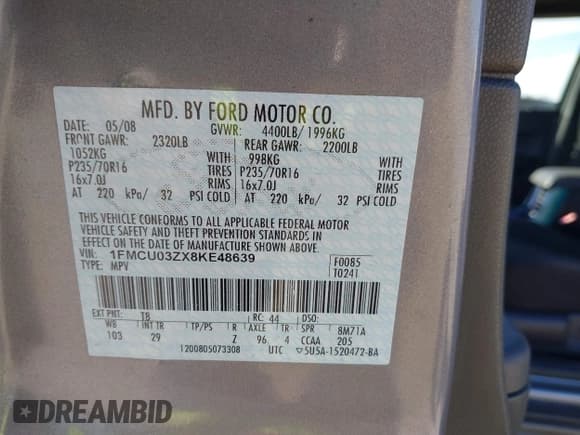 MFD. BY FORD MOTOR CO.
DATE: 05/08 GVWR: 4400LB/1996KG
FRONT GAWR: 2320LB REAR GAWR: 2200LB
1052KG WITH 998KG WITH
P235/70R16 TIRES P235/70R16 TIRES
16x7.0J RIMS 16x7.0J RIMS
AT 220 kPa/ 32 PSI COLD AT 220 kPa/ 32 PSI COLD
THIS VEHICLE CONFORMS TO ALL APPLICABLE FEDERAL MOTOR
VEHICLE SAFETY AND THEFT PREVENTION STANDARDS IN
EFFECT ON THE DATE OF MANUFACTURE SHOWN ABOVE.
VIN: 1FMCU03ZX8KE48639 F0085
TYPE: MPV T0241
EXT PNT: T8 RC: 44 8M71A
WB INT TR TP/PS R AXLE TR SPR CCAA
103 29 Z 96 4 205
1200805073308 UTC ▽5U5A-1520472-BA
DREAMBID